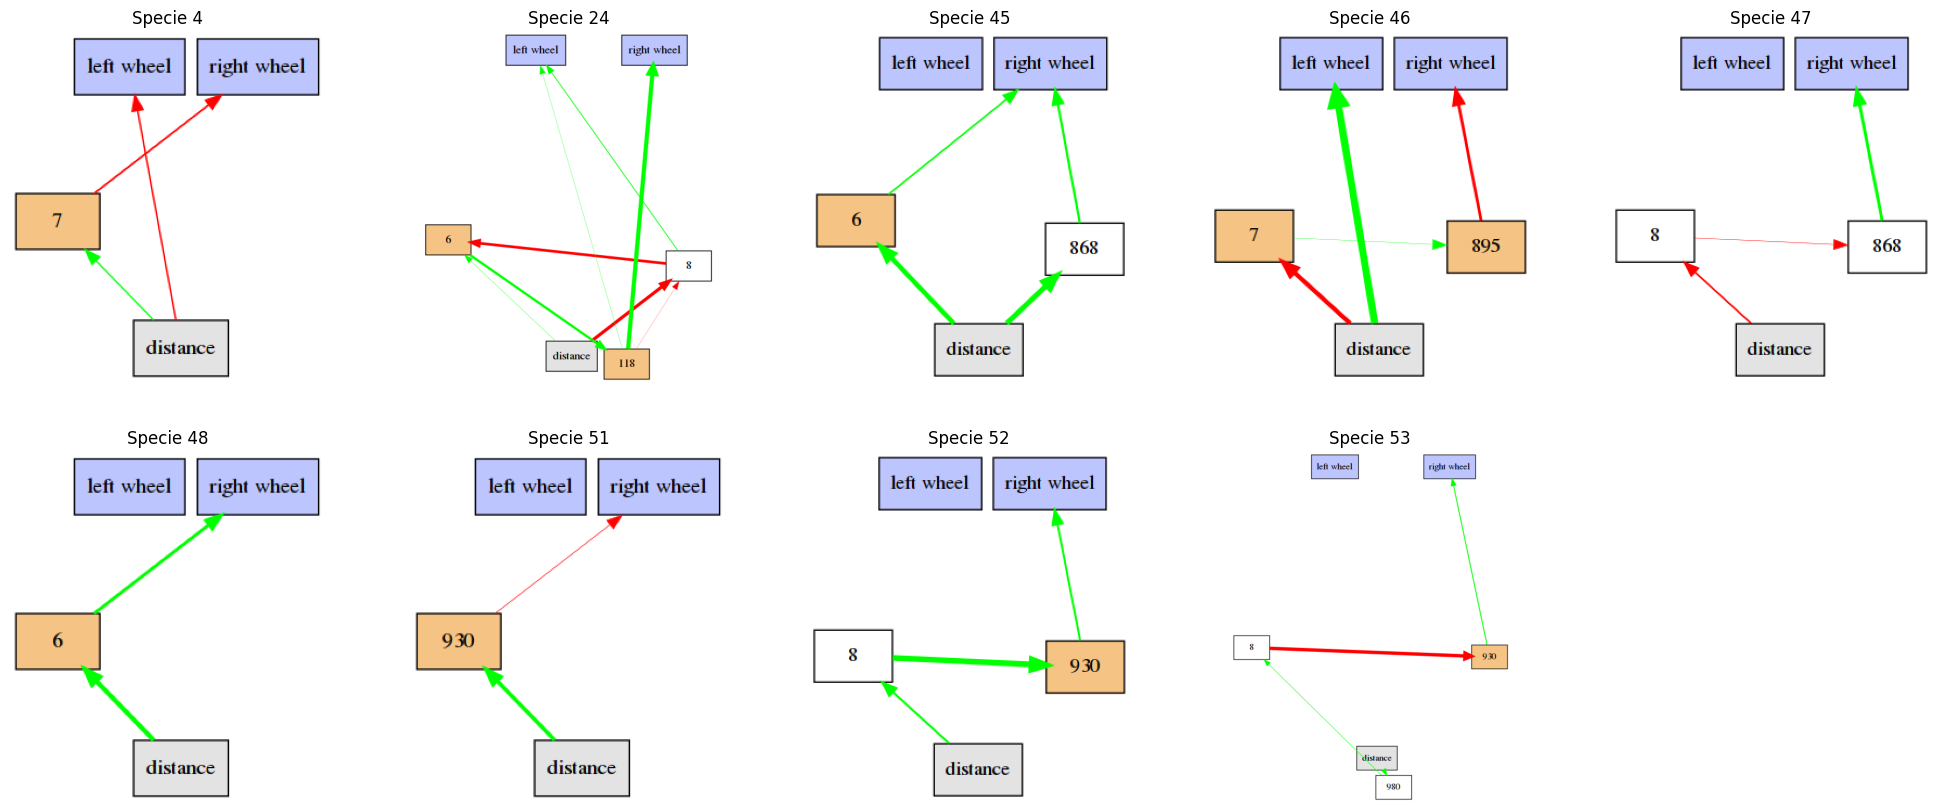 Specie 4
left wheel
right wheel
7
distance
Specie 24
left wheel
right wheel
6
8
distance
118
Specie 45
left wheel
right wheel
6
868
distance
Specie 46
left wheel
right wheel
7
895
distance
Specie 47
left wheel
right wheel
8
868
distance
Specie 48
left wheel
right wheel
6
distance
Specie 51
left wheel
right wheel
930
distance
Specie 52
left wheel
right wheel
8
930
distance
Specie 53
left wheel
right wheel
8
930
distance
980